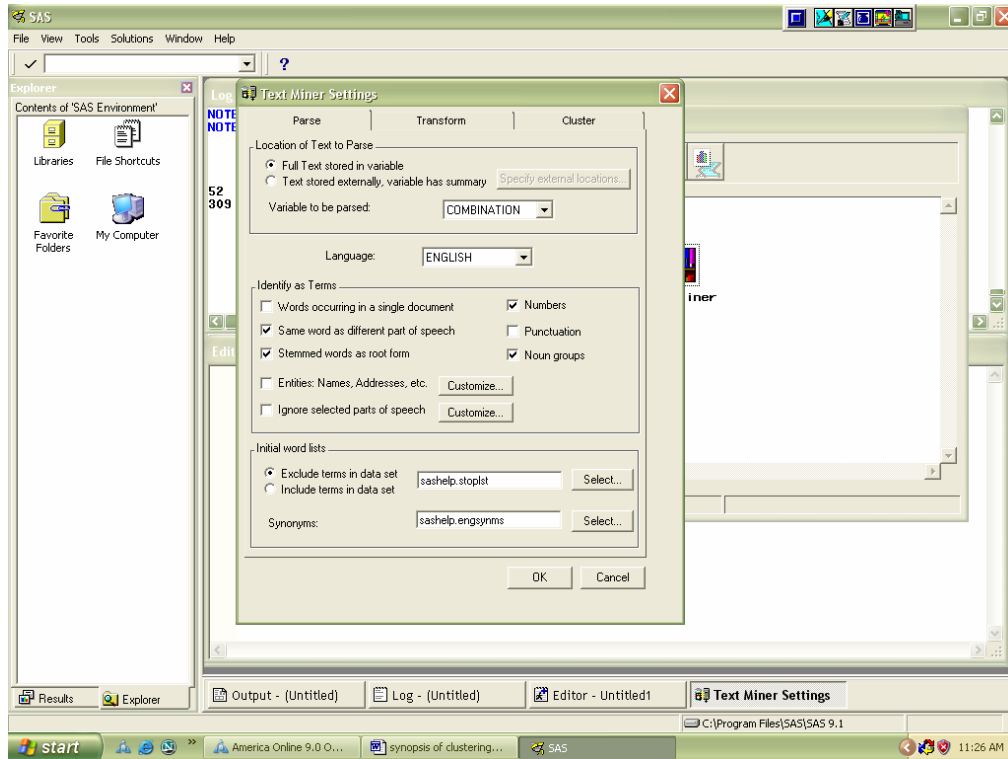 SAS
File View Tools Solutions Window Help
?
Explorer
Contents of 'SAS Environment'
Libraries File Shortcuts
Favorite Folders My Computer
Log
NOTE
NOTE
52
309
Edit
Text Miner Settings
Parse Transform Cluster
Location of Text to Parse
Full Text stored in variable
Text stored externally, variable has summary Specify external locations...
Variable to be parsed: COMBINATION
Language: ENGLISH
Identify as Terms
Words occurring in a single document Numbers
Same word as different part of speech Punctuation
Stemmed words as root form Noun groups
Entities: Names, Addresses, etc. Customize...
Ignore selected parts of speech Customize...
Initial word lists
Exclude terms in data set sashelp.stoplst Select...
Include terms in data set
Synonyms: sashelp.engsynms Select...
OK Cancel
iner
Results Explorer
Output - (Untitled) Log - (Untitled) Editor - Untitled1 Text Miner Settings
C:\Program Files\SAS\SAS 9.1
start » America Online 9.0 O... synopsis of clustering... SAS 11:26 AM